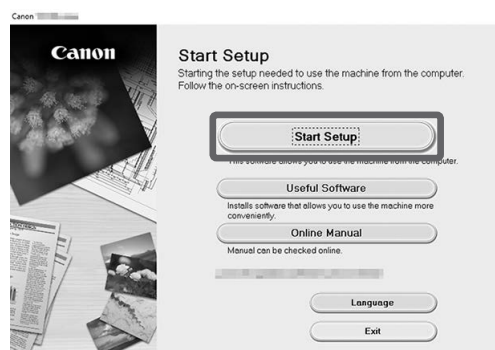 Canon
Canon
Start Setup
Starting the setup needed to use the machine from the computer.
Follow the on-screen instructions.
Start Setup
This software allows you to use the machine from the computer.
Useful Software
Installs software that allows you to use the machine more
conveniently.
Online Manual
Manual can be checked online.
Language
Exit